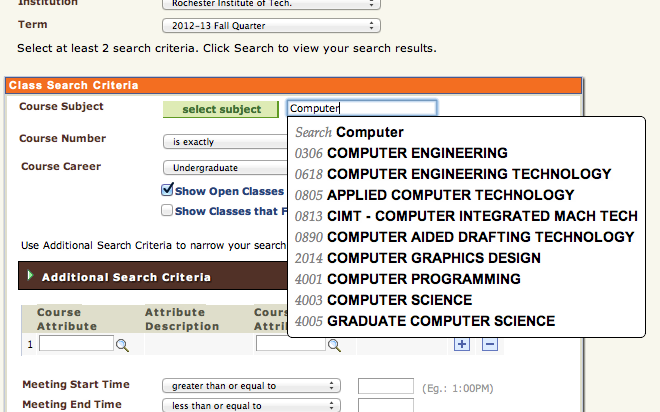 Institution Rochester Institute of Tech.
Term 2012-13 Fall Quarter
Select at least 2 search criteria. Click Search to view your search results.
Class Search Criteria
Course Subject select subject Computer
Search Computer
0306 COMPUTER ENGINEERING
0618 COMPUTER ENGINEERING TECHNOLOGY
0805 APPLIED COMPUTER TECHNOLOGY
0813 CIMT - COMPUTER INTEGRATED MACH TECH
0890 COMPUTER AIDED DRAFTING TECHNOLOGY
2014 COMPUTER GRAPHICS DESIGN
4001 COMPUTER PROGRAMMING
4003 COMPUTER SCIENCE
4005 GRADUATE COMPUTER SCIENCE
Course Number is exactly
Course Career Undergraduate
Show Open Classes
Show Classes that F
Use Additional Search Criteria to narrow your search
Additional Search Criteria
Course Attribute Cours
Attribute Description Attri
1
Meeting Start Time greater than or equal to (Eg.: 1:00PM)
Meeting End Time less than or equal to